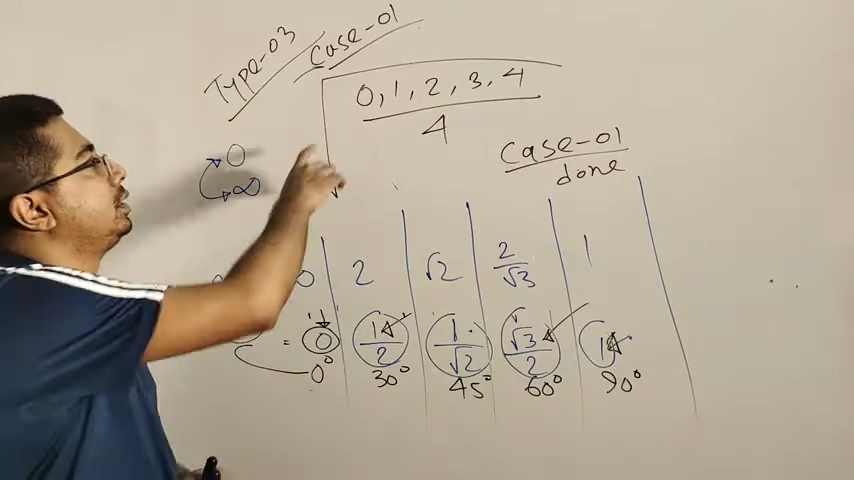 Type-03
Case-01
0, 1, 2, 3, 4
4
Case-01
done
0
∞
2 √2 2/√3 1
= 0 1/2 1/√2 √3/2 1
0° 30° 45° 60° 90°